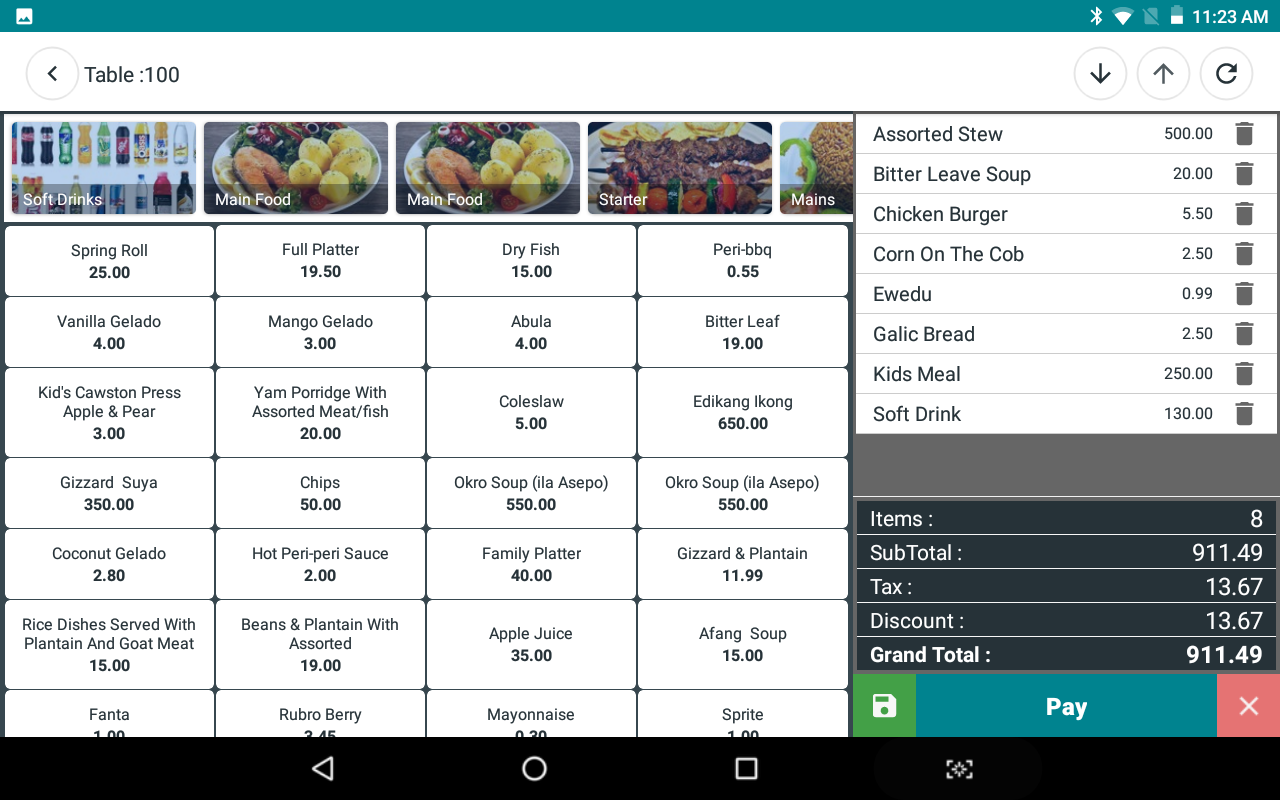 11:23 AM
Table :100
Soft Drinks
Main Food
Main Food
Starter
Mains
Spring Roll
25.00
Full Platter
19.50
Dry Fish
15.00
Peri-bbq
0.55
Vanilla Gelado
4.00
Mango Gelado
3.00
Abula
4.00
Bitter Leaf
19.00
Kid's Cawston Press
Apple & Pear
3.00
Yam Porridge With
Assorted Meat/fish
20.00
Coleslaw
5.00
Edikang Ikong
650.00
Gizzard  Suya
350.00
Chips
50.00
Okro Soup (ila Asepo)
550.00
Okro Soup (ila Asepo)
550.00
Coconut Gelado
2.80
Hot Peri-peri Sauce
2.00
Family Platter
40.00
Gizzard & Plantain
11.99
Rice Dishes Served With
Plantain And Goat Meat
15.00
Beans & Plantain With
Assorted
19.00
Apple Juice
35.00
Afang  Soup
15.00
Fanta
1.00
Rubro Berry
3.45
Mayonnaise
0.30
Sprite
1.00
Assorted Stew 500.00
Bitter Leave Soup 20.00
Chicken Burger 5.50
Corn On The Cob 2.50
Ewedu 0.99
Galic Bread 2.50
Kids Meal 250.00
Soft Drink 130.00
Items : 8
SubTotal : 911.49
Tax : 13.67
Discount : 13.67
Grand Total : 911.49
Pay